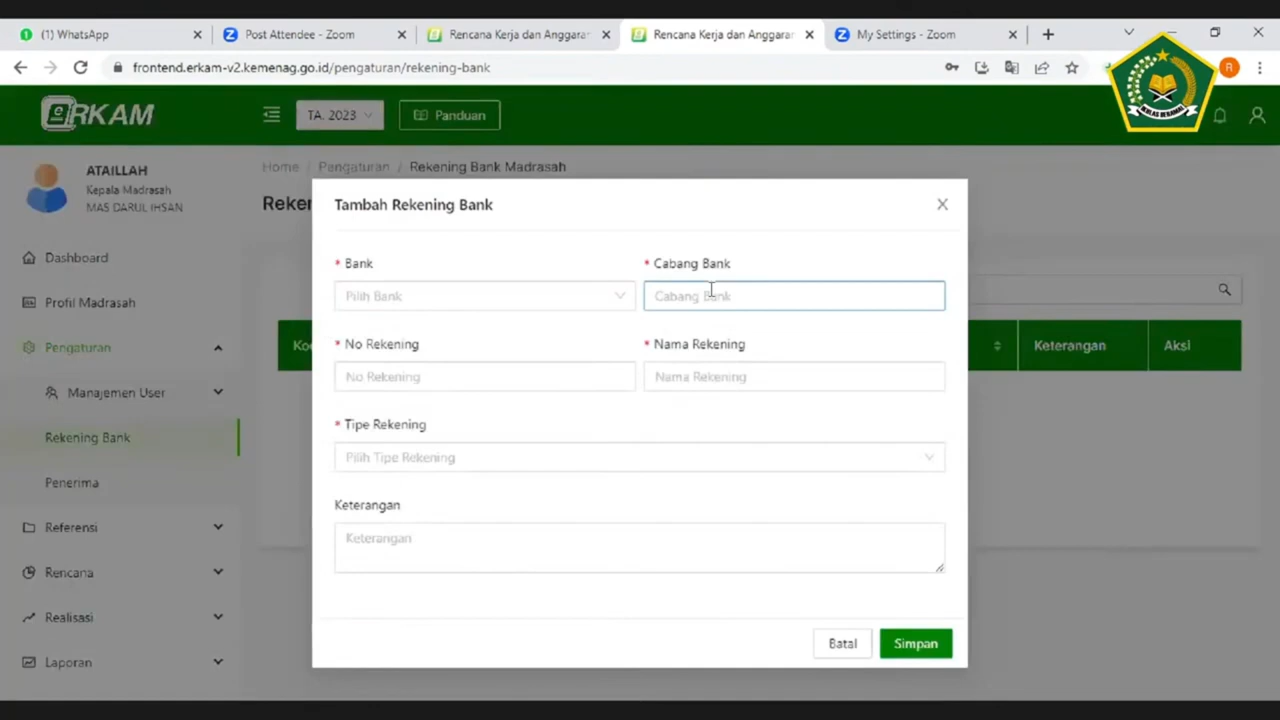 (1) WhatsApp
Post Attendee - Zoom
Rencana Kerja dan Anggaran
Rencana Kerja dan Anggaran
My Settings - Zoom
frontend.erkam-v2.kemenag.go.id/pengaturan/rekening-bank
A
IKHLAS BERAMAL
eRKAM
TA. 2023
Panduan
ATAILLAH
Kepala Madrasah
MAS DARUL IHSAN
Home / Pengaturan / Rekening Bank Madrasah
Reker
Tambah Rekening Bank
* Bank
* Cabang Bank
Pilih Bank
Cabang Bank
* No Rekening
* Nama Rekening
No Rekening
Nama Rekening
* Tipe Rekening
Pilih Tipe Rekening
Keterangan
Keterangan
Batal
Simpan
Dashboard
Profil Madrasah
Pengaturan
Manajemen User
Rekening Bank
Penerima
Referensi
Rencana
Realisasi
Laporan
Ko
Keterangan
Aksi